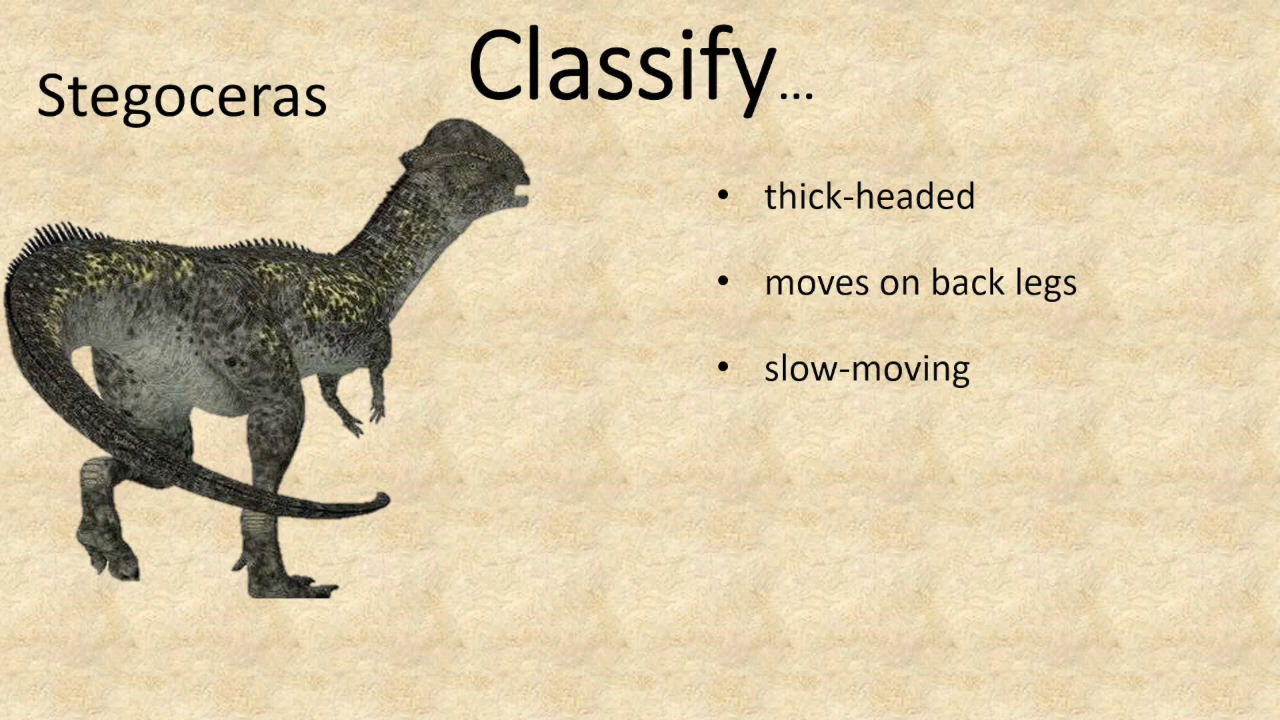 Classify...
Stegoceras
• thick-headed
• moves on back legs
• slow-moving